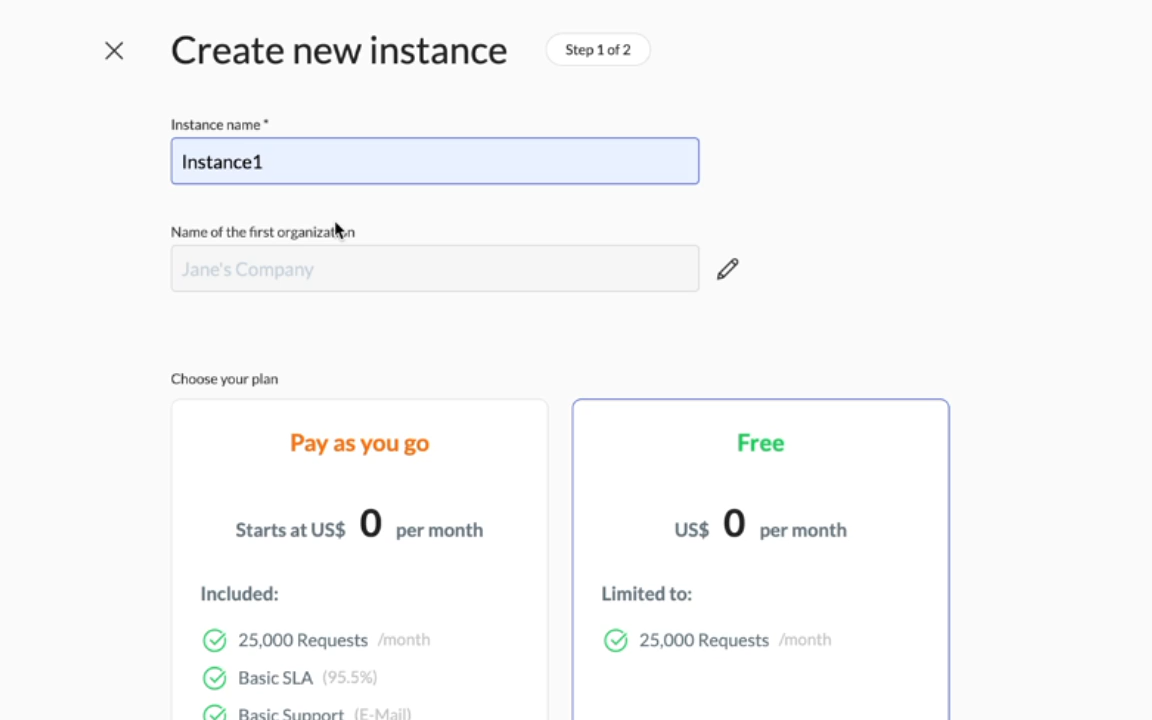 Create new instance
Step 1 of 2
Instance name *
Instance1
Name of the first organization
Jane's Company
Choose your plan
Pay as you go
Starts at US$ 0 per month
Included:
25,000 Requests /month
Basic SLA (95.5%)
Basic Support (E-Mail)
Free
US$ 0 per month
Limited to:
25,000 Requests /month